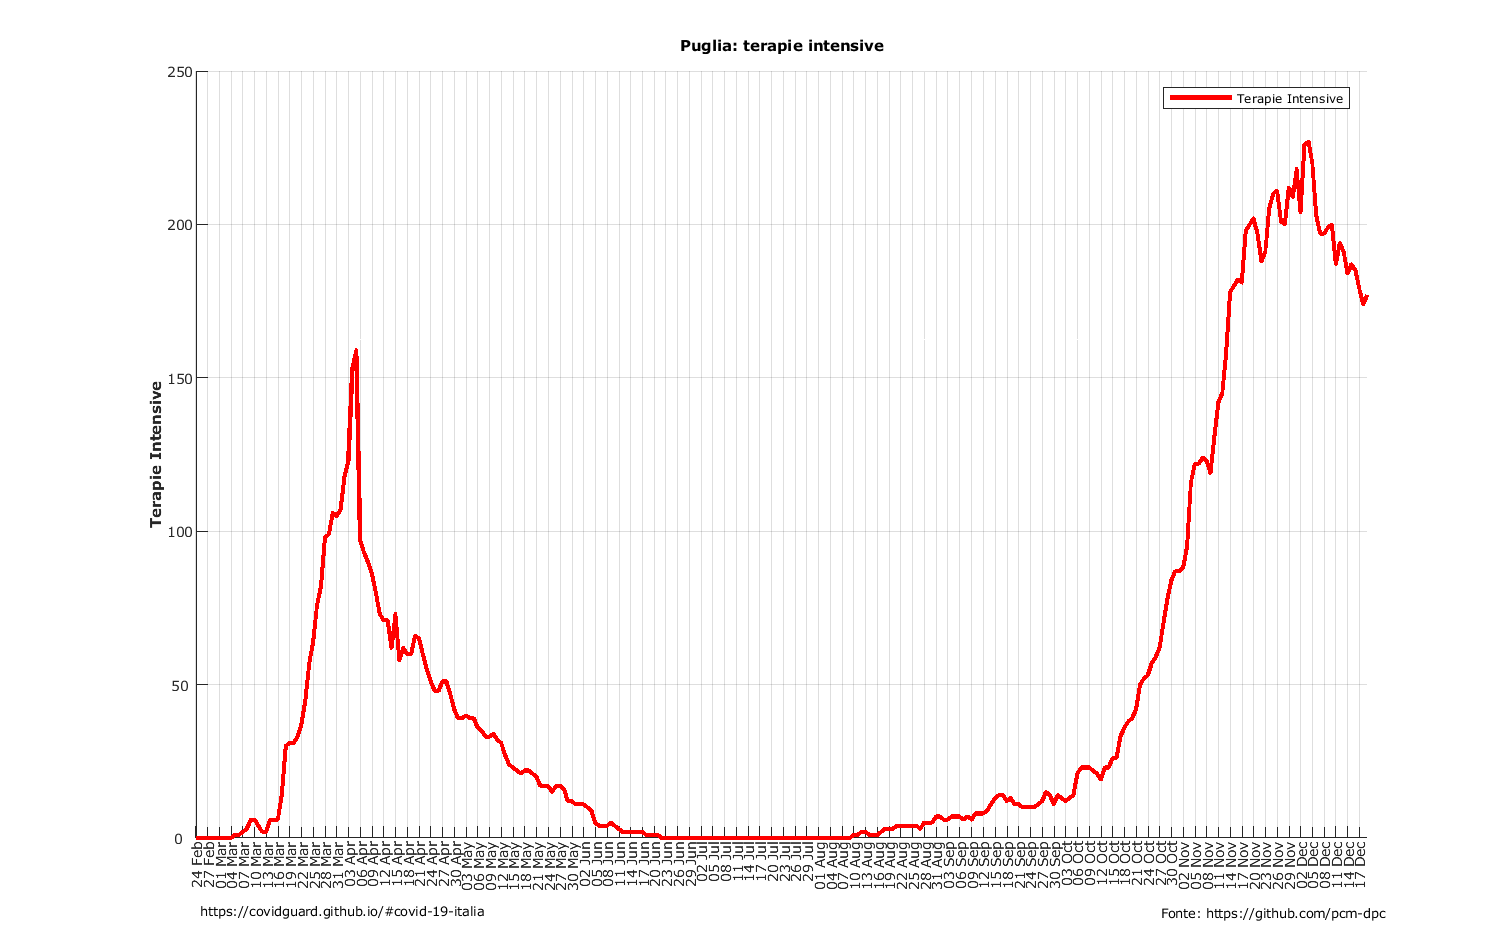 Puglia: terapie intensive
Terapie Intensive
Terapie Intensive
250
200
150
100
50
0
24 Feb
27 Feb
01 Mar
04 Mar
07 Mar
10 Mar
13 Mar
16 Mar
19 Mar
22 Mar
25 Mar
28 Mar
31 Mar
03 Apr
06 Apr
09 Apr
12 Apr
15 Apr
18 Apr
21 Apr
24 Apr
27 Apr
30 Apr
03 May
06 May
09 May
12 May
15 May
18 May
21 May
24 May
27 May
30 May
02 Jun
05 Jun
08 Jun
11 Jun
14 Jun
17 Jun
20 Jun
23 Jun
26 Jun
29 Jun
02 Jul
05 Jul
08 Jul
11 Jul
14 Jul
17 Jul
20 Jul
23 Jul
26 Jul
29 Jul
01 Aug
04 Aug
07 Aug
10 Aug
13 Aug
16 Aug
19 Aug
22 Aug
25 Aug
28 Aug
31 Aug
03 Sep
06 Sep
09 Sep
12 Sep
15 Sep
18 Sep
21 Sep
24 Sep
27 Sep
30 Sep
03 Oct
06 Oct
09 Oct
12 Oct
15 Oct
18 Oct
21 Oct
24 Oct
27 Oct
30 Oct
02 Nov
05 Nov
08 Nov
11 Nov
14 Nov
17 Nov
20 Nov
23 Nov
26 Nov
29 Nov
02 Dec
05 Dec
08 Dec
11 Dec
14 Dec
17 Dec
https://covidguard.github.io/#covid-19-italia
Fonte: https://github.com/pcm-dpc